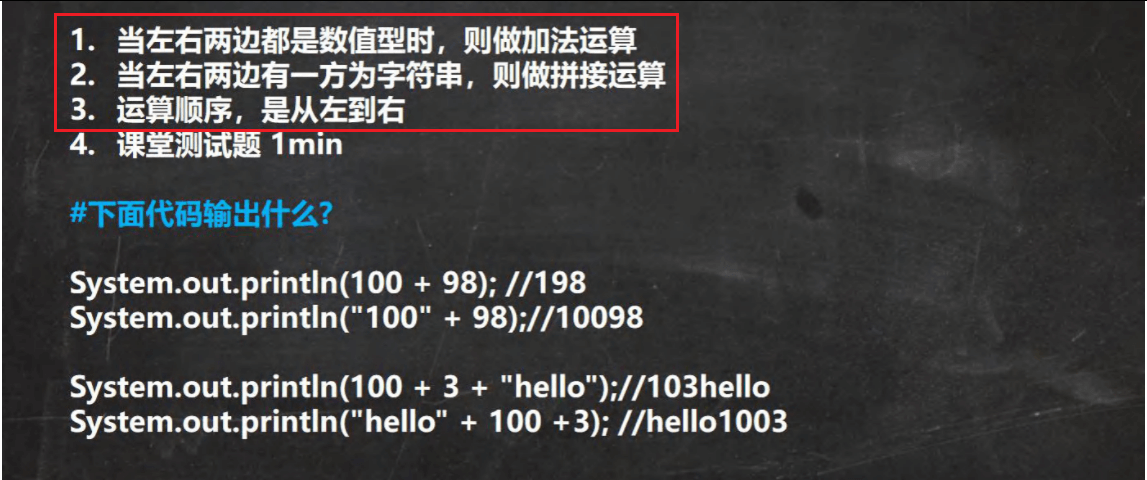 1. 当左右两边都是数值型时，则做加法运算
2. 当左右两边有一方为字符串，则做拼接运算
3. 运算顺序，是从左到右
4. 课堂测试题 1min
#下面代码输出什么?
System.out.println(100 + 98); //198
System.out.println("100" + 98);//10098
System.out.println(100 + 3 + "hello");//103hello
System.out.println("hello" + 100 +3); //hello1003